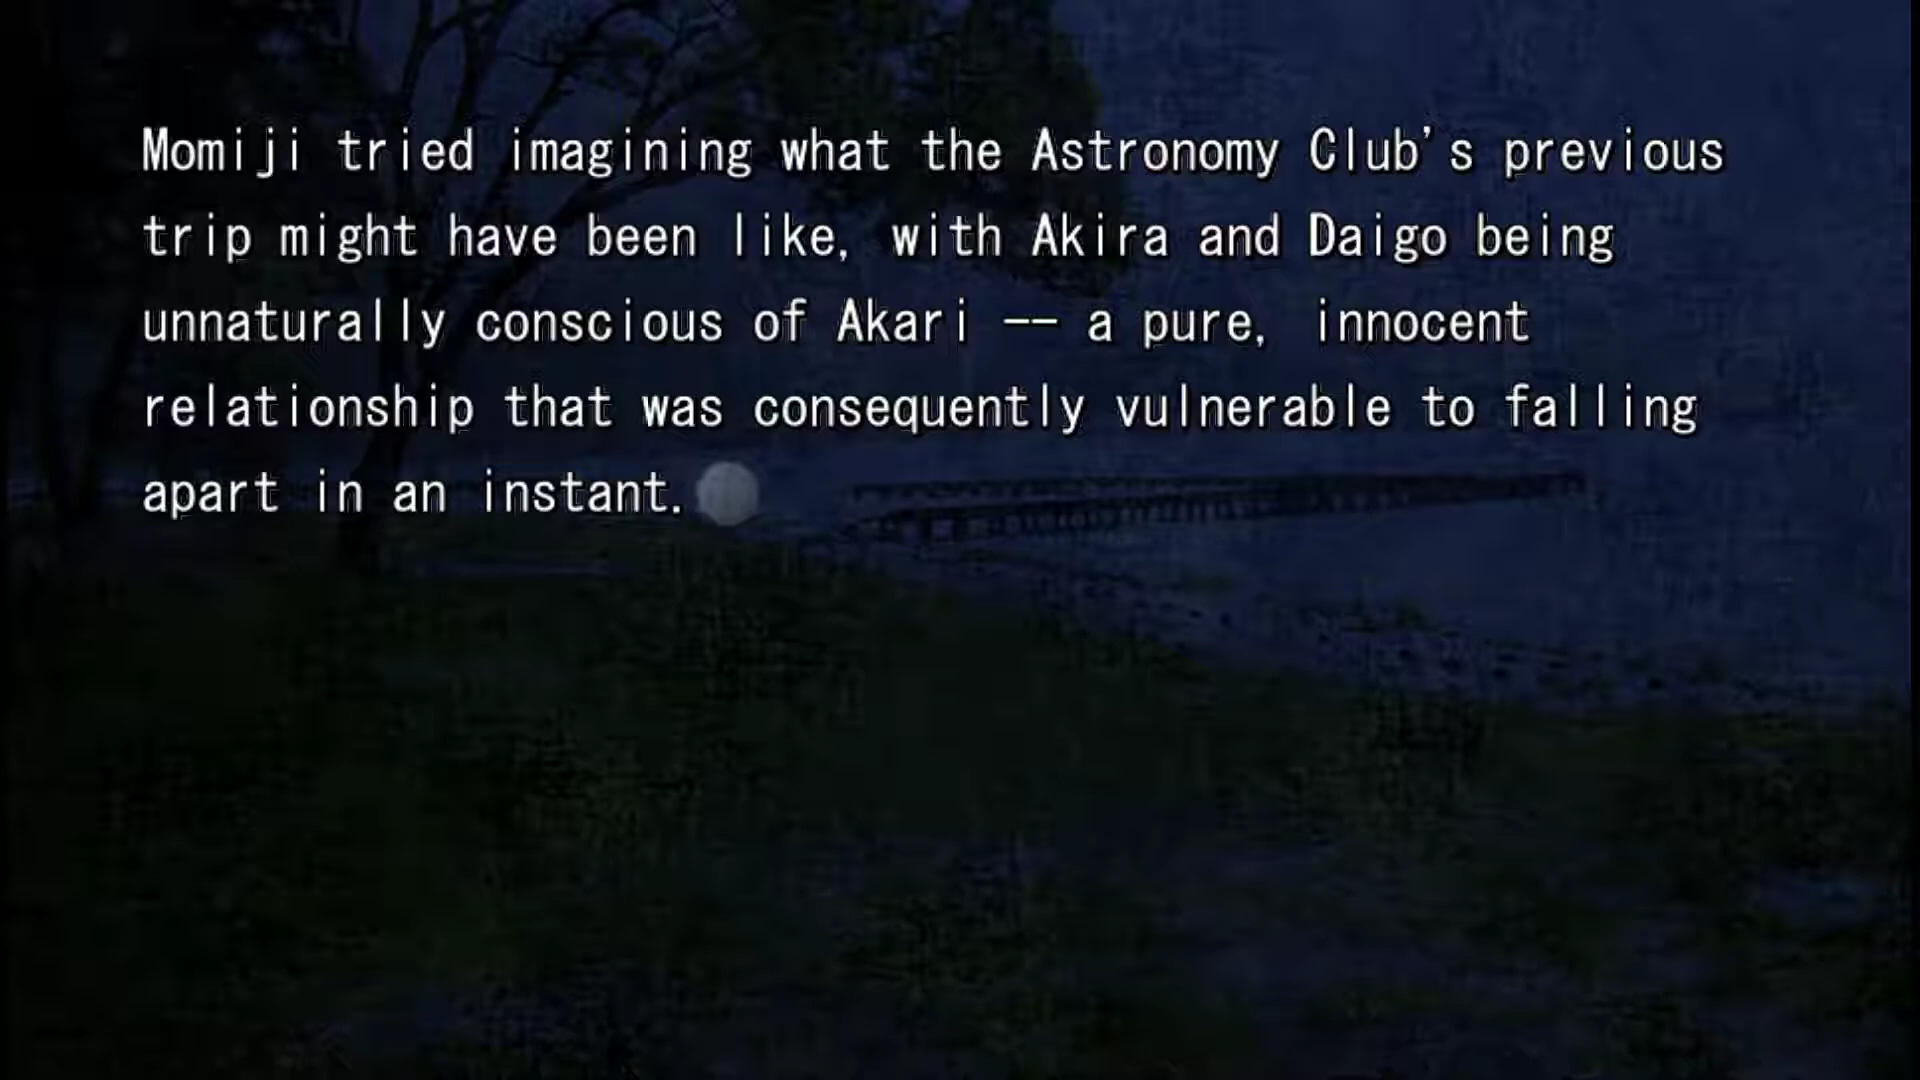 Momiji tried imagining what the Astronomy Club's previous
trip might have been like, with Akira and Daigo being
unnaturally conscious of Akari -- a pure, innocent
relationship that was consequently vulnerable to falling
apart in an instant.